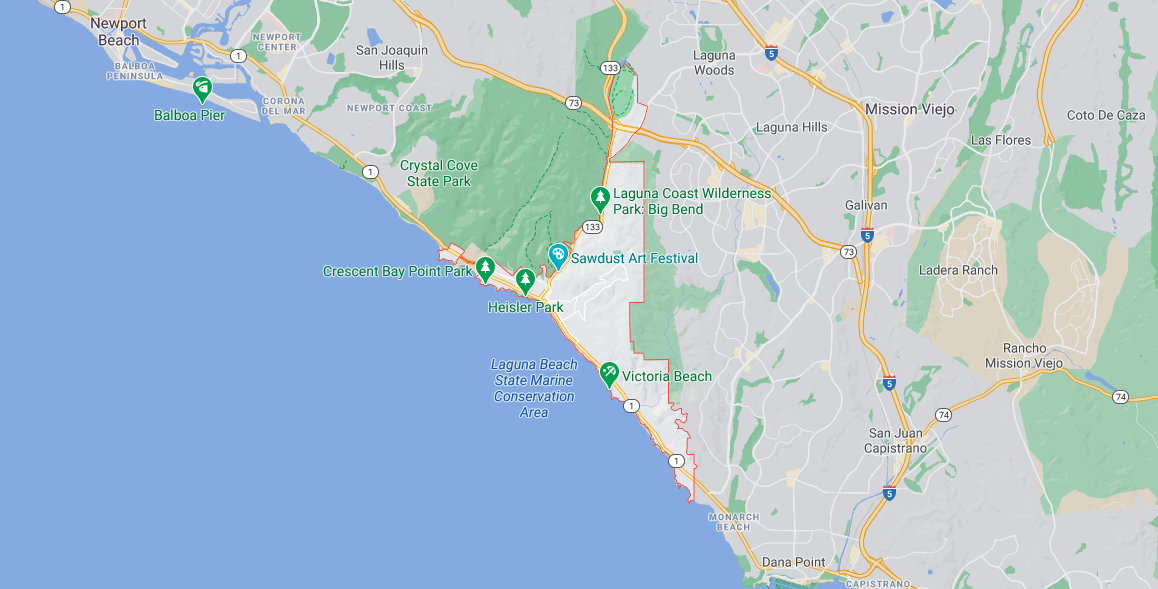 1
Newport
Beach
NEWPORT
CENTER
1
San Joaquin
Hills
BALBOA
PENINSULA
Balboa Pier
CORONA
DEL MAR
NEWPORT COAST
133
73
Laguna
Woods
5
Mission Viejo
Coto De Caza
Laguna Hills
Las Flores
1
Crystal Cove
State Park
Laguna Coast Wilderness
Park: Big Bend
133
Galivan
5
73
Sawdust Art Festival
Crescent Bay Point Park
Heisler Park
Ladera Ranch
Rancho
Mission Viejo
Laguna Beach
State Marine
Conservation
Area
Victoria Beach
1
5
74
74
San Juan
Capistrano
1
5
MONARCH
BEACH
Dana Point
CAPISTRANO